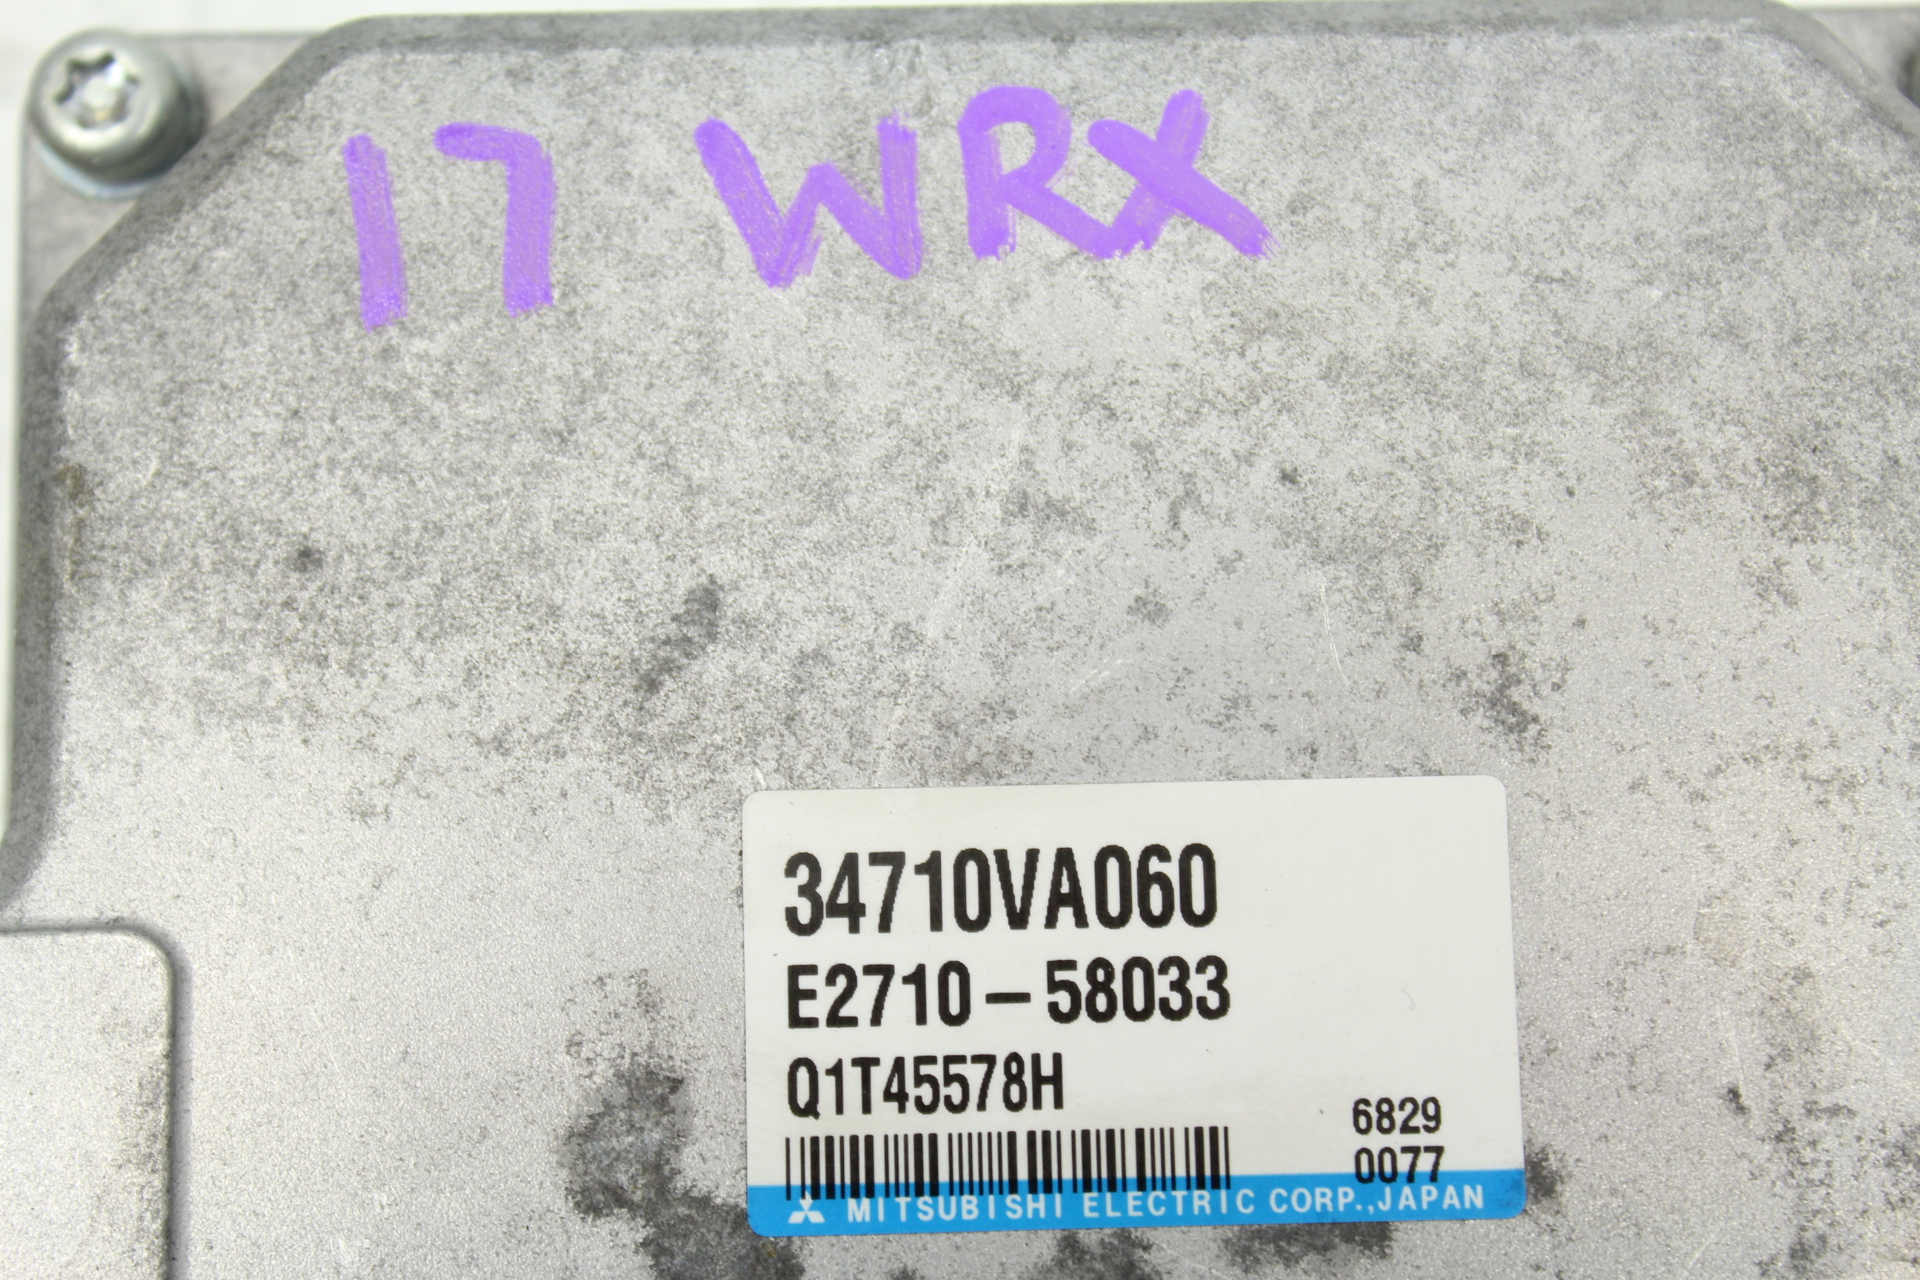 17 WRX
34710VA060
E2710-58033
Q1T45578H
6829
0077
MITSUBISHI ELECTRIC CORP.,JAPAN